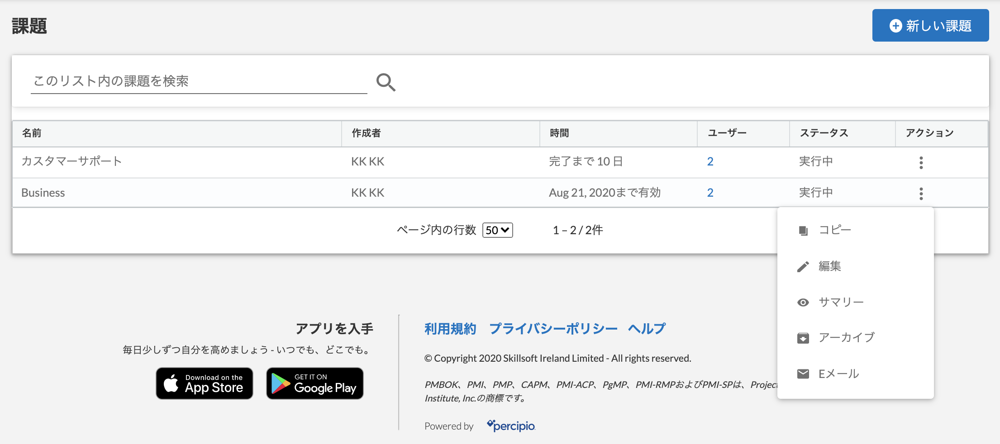 課題
新しい課題
このリスト内の課題を検索
名前 作成者 時間 ユーザー ステータス アクション
カスタマーサポート KK KK 完了まで 10 日 2 実行中
Business KK KK Aug 21, 2020まで有効 2 実行中
ページ内の行数 50 1 – 2 / 2件
コピー
編集
サマリー
アーカイブ
Eメール
アプリを入手
毎日少しずつ自分を高めましょう - いつでも、どこでも。
Download on the
App Store
GET IT ON
Google Play
利用規約 プライバシーポリシー ヘルプ
© Copyright 2020 Skillsoft Ireland Limited - All rights reserved.
PMBOK、PMI、PMP、CAPM、PMI-ACP、PgMP、PMI-RMPおよびPMI-SPは、Project
Institute, Inc.の商標です。
Powered by percipio